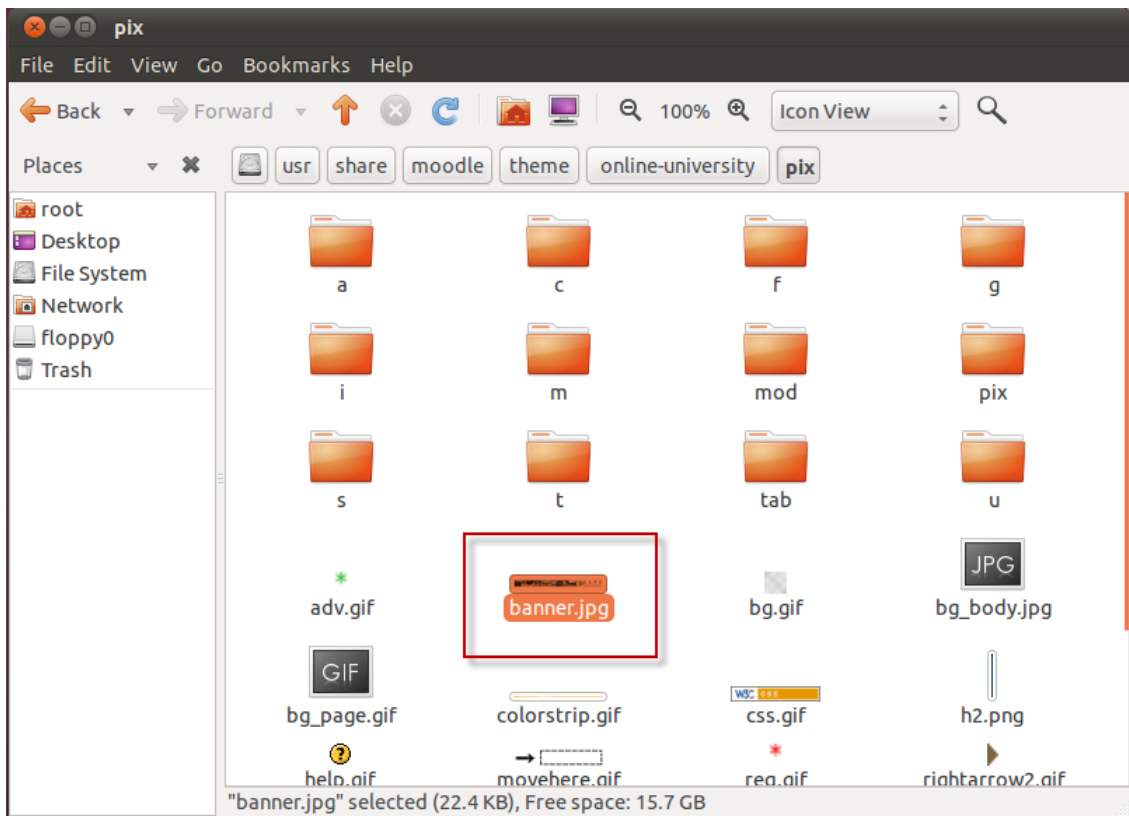 pix
File Edit View Go Bookmarks Help
Back Forward 100% Icon View
Places usr share moodle theme online-university pix
root
Desktop
File System
Network
floppy0
Trash
a c f g
i m mod pix
s t tab u
JPG
adv.gif banner.jpg bg.gif bg_body.jpg
GIF
W3C css
bg_page.gif colorstrip.gif css.gif h2.png
?
help.gif movehere.gif req.gif rightarrow2.gif
"banner.jpg" selected (22.4 KB), Free space: 15.7 GB